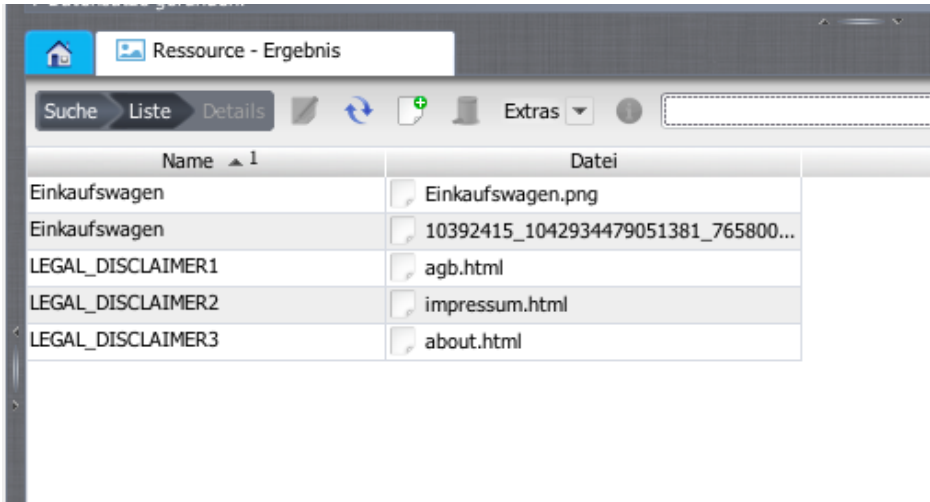 Ressource - Ergebnis
Suche Liste Details Extras
Name 1 Datei
Einkaufswagen Einkaufswagen.png
Einkaufswagen 10392415_1042934479051381_765800...
LEGAL_DISCLAIMER1 agb.html
LEGAL_DISCLAIMER2 impressum.html
LEGAL_DISCLAIMER3 about.html